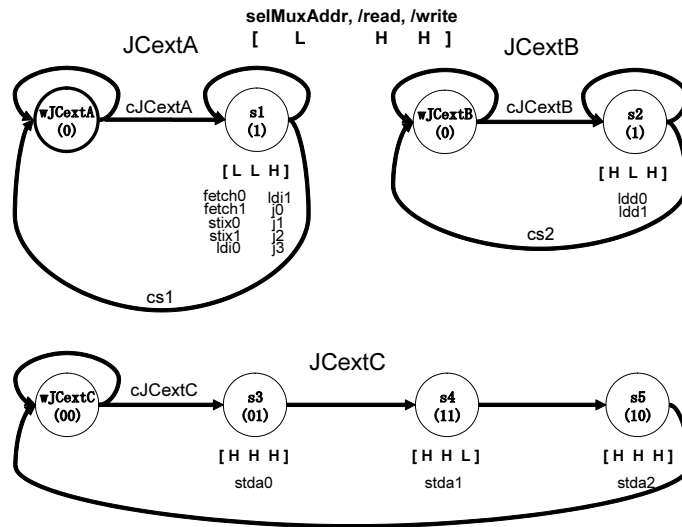 selMuxAddr, /read, /write
[ L H H ]
JCextA
JCextB
wJCextA
(0)
cJCextA
s1
(1)
[ L L H ]
fetch0 ldi1
fetch1 j0
stix0 j1
stix1 j2
ldi0 j3
cs1
wJCextB
(0)
cJCextB
s2
(1)
[ H L H ]
ldd0
ldd1
cs2
JCextC
wJCextC
(00)
cJCextC
s3
(01)
s4
(11)
s5
(10)
[ H H H ]
[ H H L ]
[ H H H ]
stda0
stda1
stda2